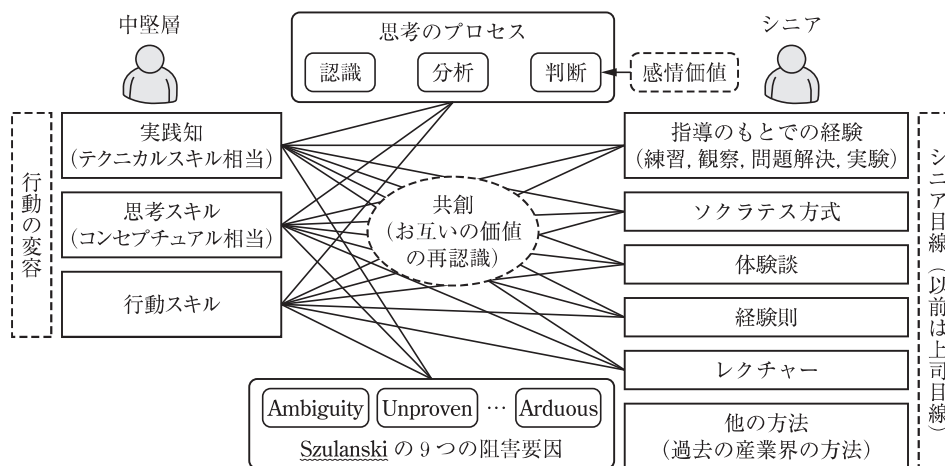 中堅層
思考のプロセス
シニア
認識
分析
判断
感情価値
行動の変容
実践知
(テクニカルスキル相当)
思考スキル
(コンセプチュアル相当)
行動スキル
共創
(お互いの価値
の再認識)
指導のもとでの経験
(練習, 観察, 問題解決, 実験)
ソクラテス方式
体験談
経験則
レクチャー
他の方法
(過去の産業界の方法)
シニア目線(以前は上司目線)
Ambiguity
Unproven
…
Arduous
Szulanski の 9 つの阻害要因